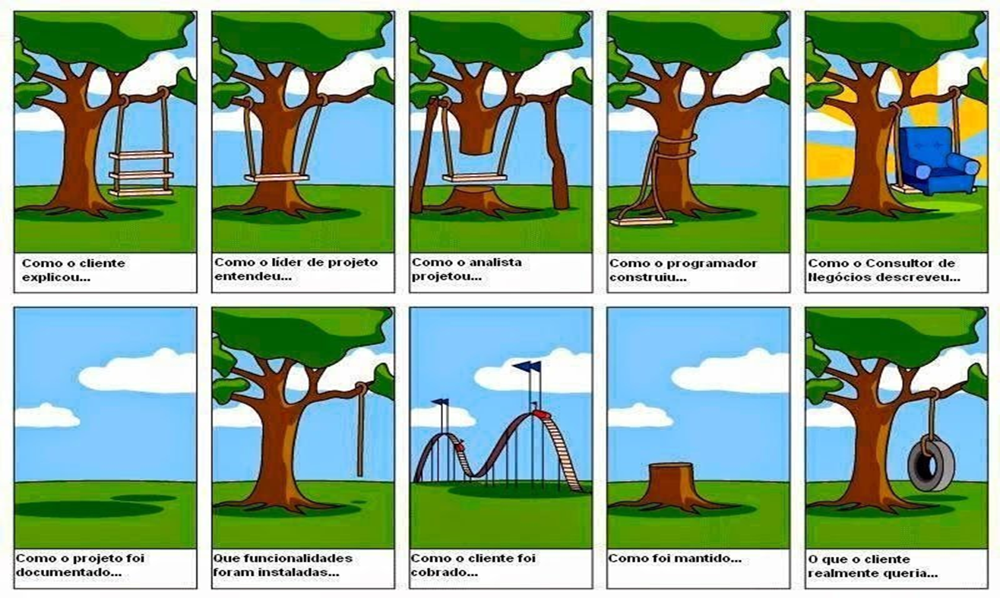 Como o cliente
explicou...
Como o líder de projeto
entendeu...
Como o analista
projetou...
Como o programador
construiu...
Como o Consultor de
Negócios descreveu...
Como o projeto foi
documentado...
Que funcionalidades
foram instaladas...
Como o cliente foi
cobrado...
Como foi mantido...
O que o cliente
realmente queria...